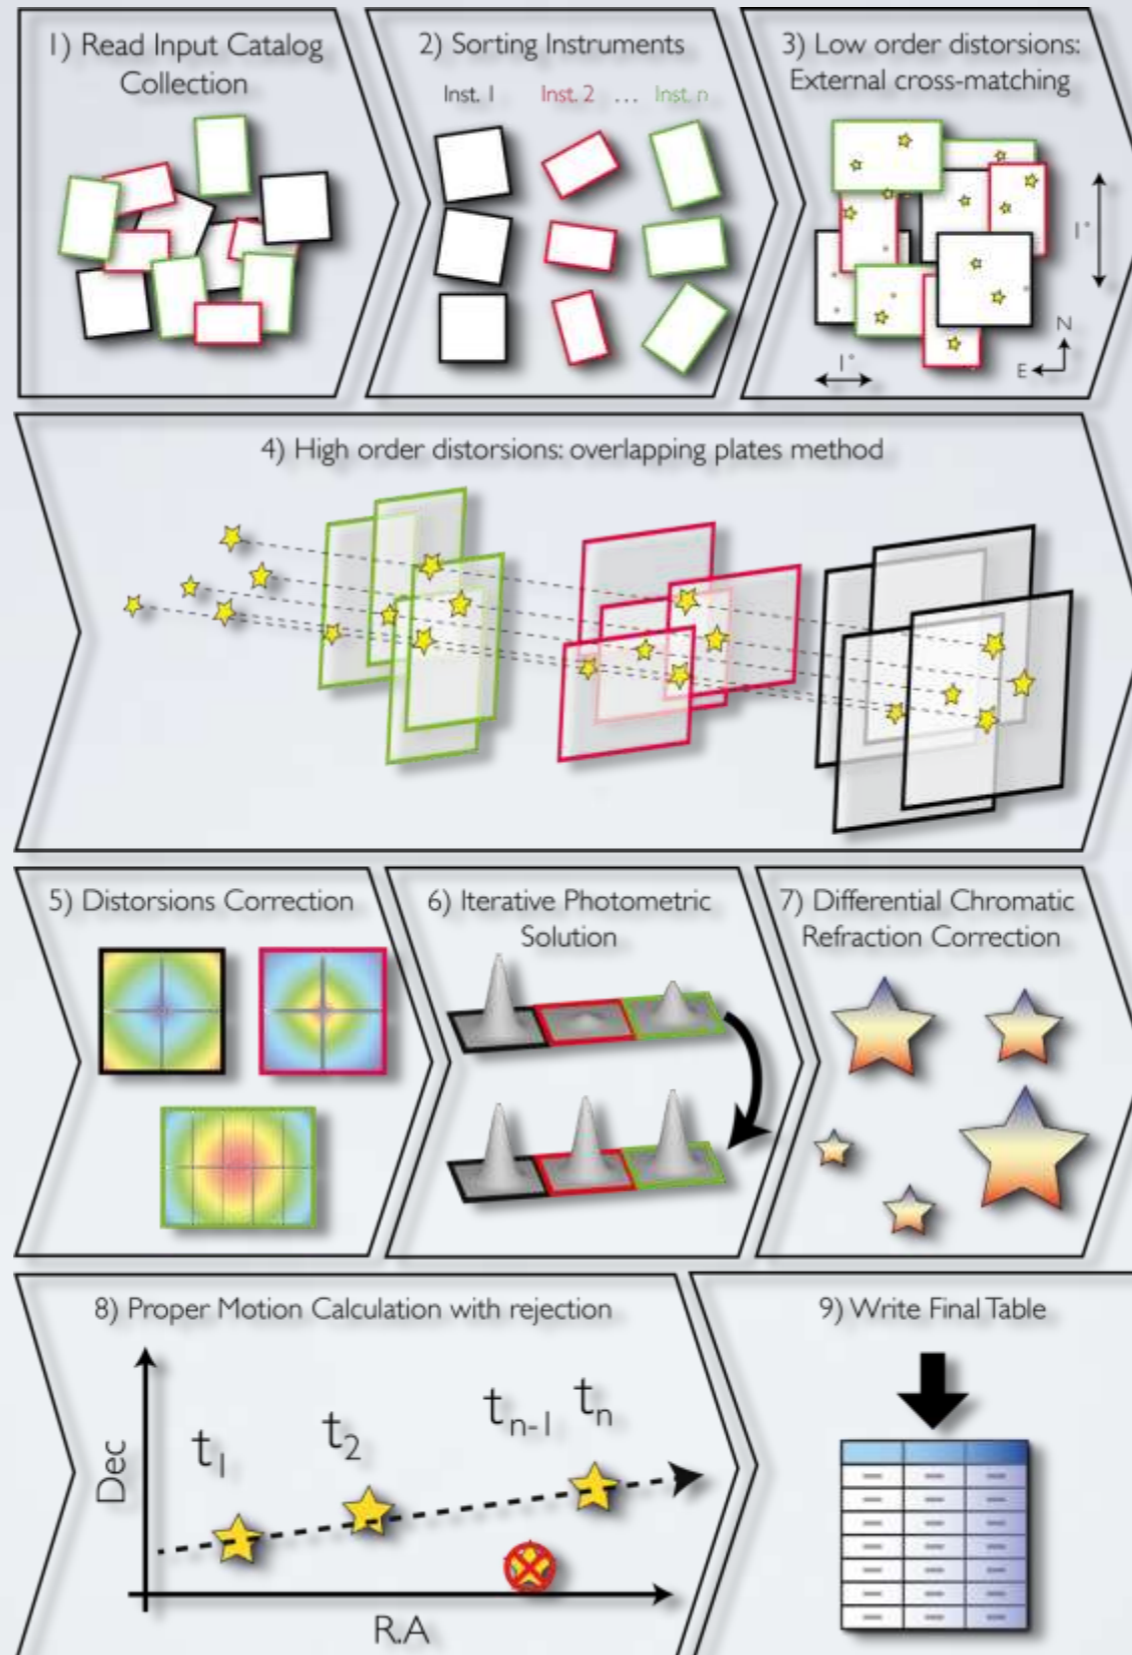 1) Read Input Catalog
Collection
2) Sorting Instruments
Inst. 1 Inst. 2 ... Inst. n
3) Low order distorsions:
External cross-matching
1°
N
E
1°
4) High order distorsions: overlapping plates method
5) Distorsions Correction
6) Iterative Photometric
Solution
7) Differential Chromatic
Refraction Correction
8) Proper Motion Calculation with rejection
Dec
t1
t2
tn-1
tn
R.A
9) Write Final Table